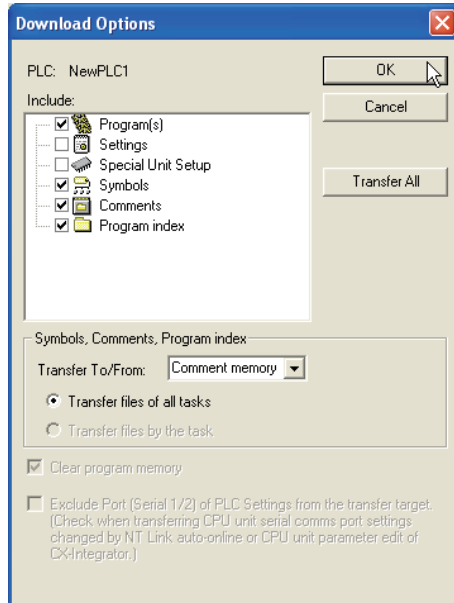 Download Options
PLC: NewPLC1
OK
Include:
Cancel
Program(s)
Settings
Special Unit Setup
Transfer All
Symbols
Comments
Program index
Symbols, Comments, Program index
Transfer To/From: Comment memory
Transfer files of all tasks
Transfer files by the task
Clear program memory
Exclude Port (Serial 1/2) of PLC Settings from the transfer target.
(Check when transferring CPU unit serial comms port settings
changed by NT Link auto-online or CPU unit parameter edit of
CX-Integrator.)